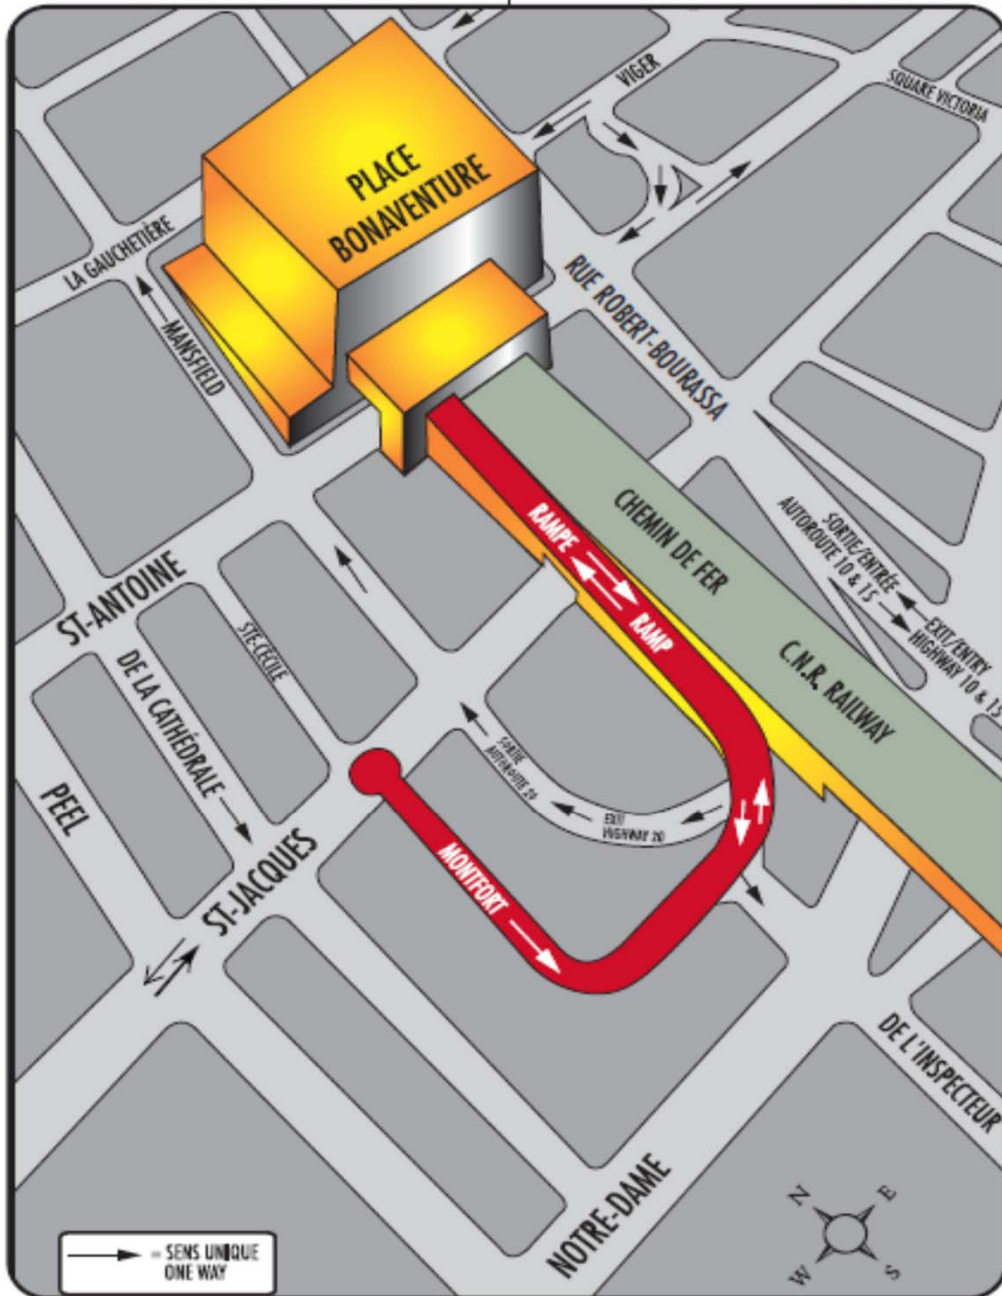 VIGER
SQUARE VICTORIA
PLACE
BONAVENTURE
LA GAUCHETIÈRE
MANSFIELD
RUE ROBERT-BOURASSA
CHEMIN DE FER
C.N.R. RAILWAY
SORTIE/ENTRÉE
AUTOROUTE 10 & 15
EXIT/ENTRY
HIGHWAY 10 & 15
RAMPE
RAMP
ST-ANTOINE
STE-CÉCILE
DE LA CATHÉDRALE
PEEL
ST-JACQUES
SORTIE
AUTOROUTE 20
EXIT
HIGHWAY 20
MONTFORT
DE L'INSPECTEUR
NOTRE-DAME
N
E
W
S
= SENS UNIQUE
ONE WAY